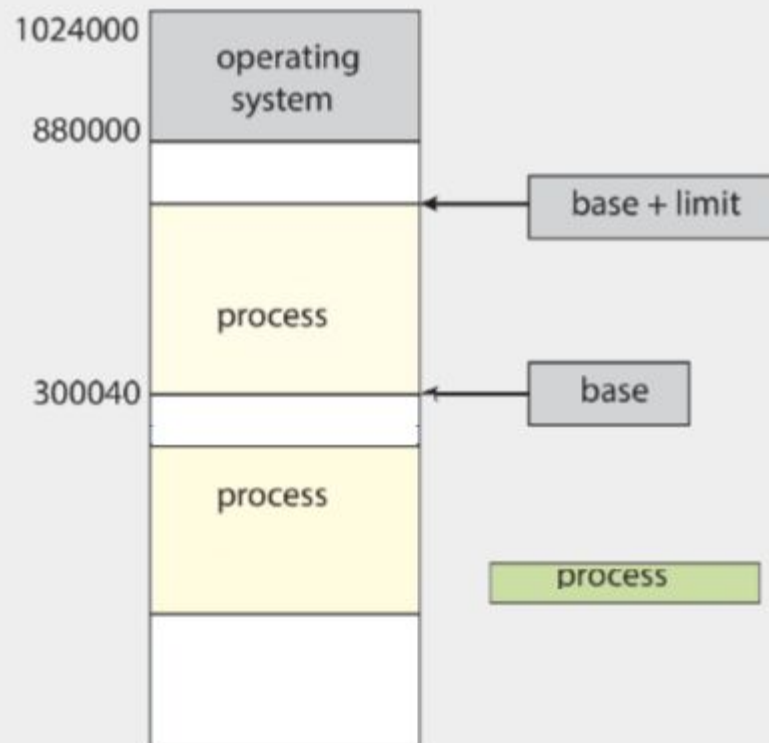 1024000
operating
system
880000
base + limit
process
300040
base
process
process